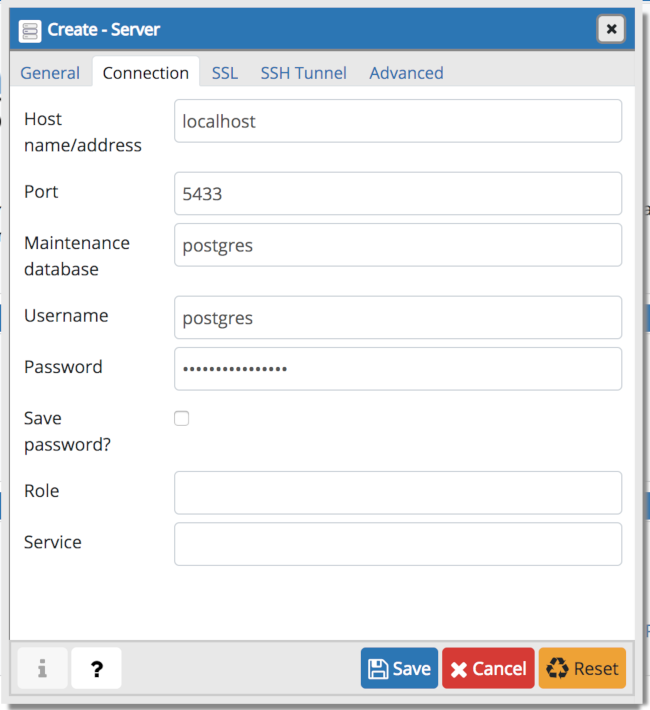 Create - Server
General Connection SSL SSH Tunnel Advanced
Host
name/address
localhost
Port
5433
Maintenance
database
postgres
Username
postgres
Password
••••••••••••••••
Save
password?
Role
Service
i ? Save Cancel Reset